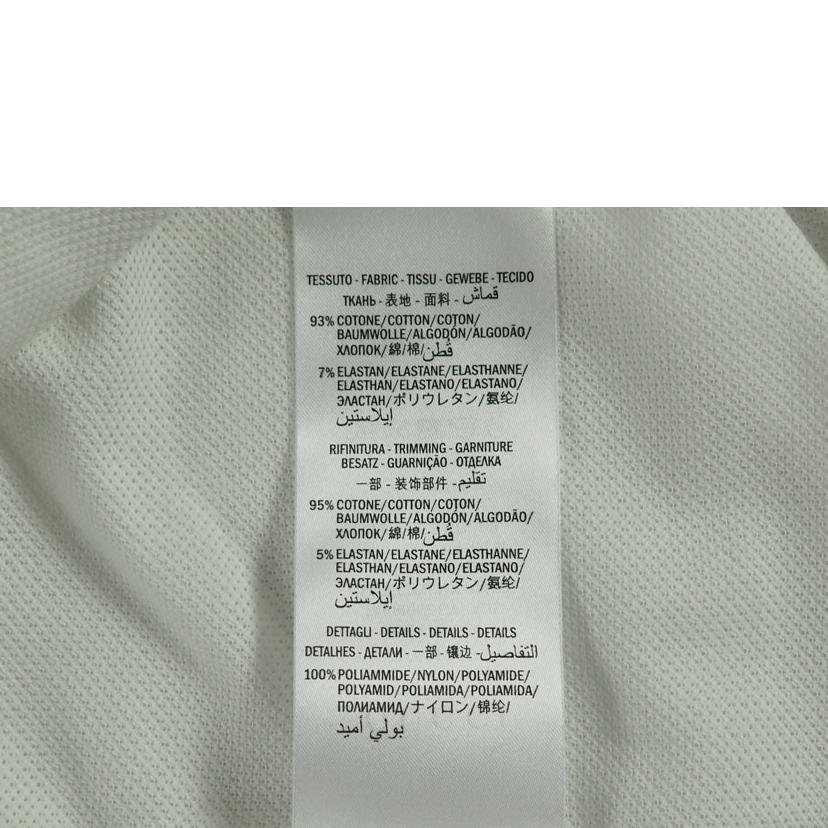 TESSUTO - FABRIC - TISSU - GEWEBE - TECIDO
ТКАНЬ - 表地 - 面料 - قماش
93% COTONE/COTTON/COTON/
BAUMWOLLE/ALGODÓN/ALGODÃO/
ХЛОПОК/綿/棉/قطن
7% ELASTAN/ELASTANE/ELASTHANNE/
ELASTHAN/ELASTANO/ELASTANO/
ЭЛАСТАН/ポリウレタン/氨纶/
إيلاستين
RIFINITURA - TRIMMING - GARNITURE
BESATZ - GUARNIÇÃO - ОТДЕЛКА
一部 - 装饰部件 - تقليم
95% COTONE/COTTON/COTON/
BAUMWOLLE/ALGODÓN/ALGODÃO/
ХЛОПОК/綿/棉/قطن
5% ELASTAN/ELASTANE/ELASTHANNE/
ELASTHAN/ELASTANO/ELASTANO/
ЭЛАСТАН/ポリウレタン/氨纶/
إيلاستين
DETTAGLI - DETAILS - DETAILS - DETAILS
DETALHES - ДЕТАЛИ - 一部 - 镶边 - التفاصيل
100% POLIAMMIDE/NYLON/POLYAMIDE/
POLYAMID/POLIAMIDA/POLIAMIDA/
ПОЛИАМИД/ナイロン/锦纶/
بولي أميد